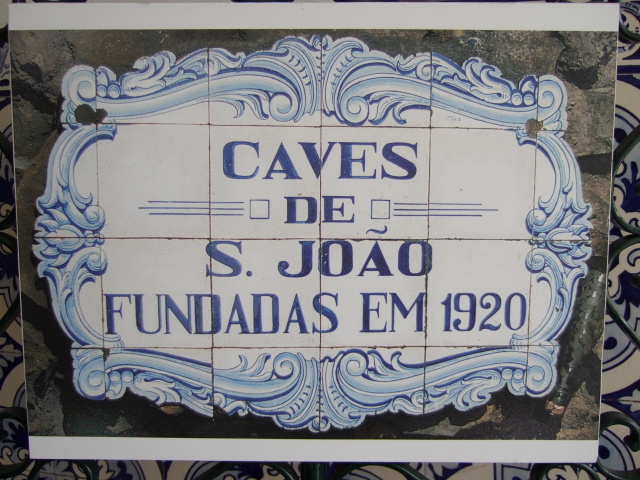 CAVES
DE
S. JOÃO
FUNDADAS EM 1920